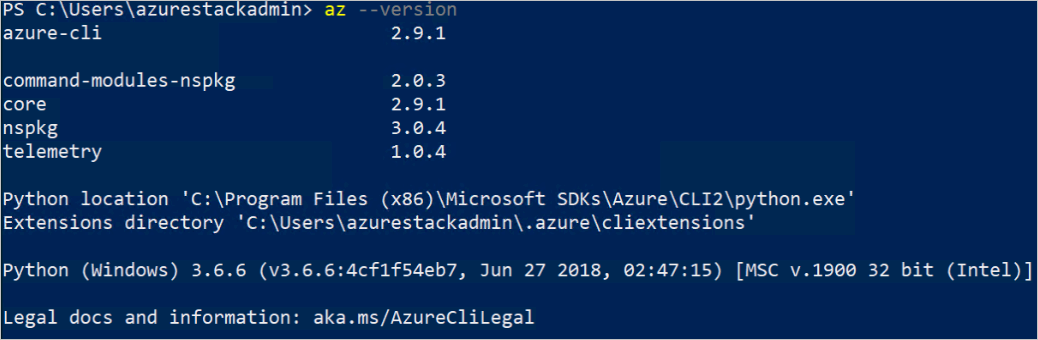 PS C:\Users\azurestackadmin> az --version
azure-cli 2.9.1
command-modules-nspkg 2.0.3
core 2.9.1
nspkg 3.0.4
telemetry 1.0.4
Python location 'C:\Program Files (x86)\Microsoft SDKs\Azure\CLI2\python.exe'
Extensions directory 'C:\Users\azurestackadmin\.azure\cliextensions'
Python (Windows) 3.6.6 (v3.6.6:4cf1f54eb7, Jun 27 2018, 02:47:15) [MSC v.1900 32 bit (Intel)]
Legal docs and information: aka.ms/AzureCliLegal